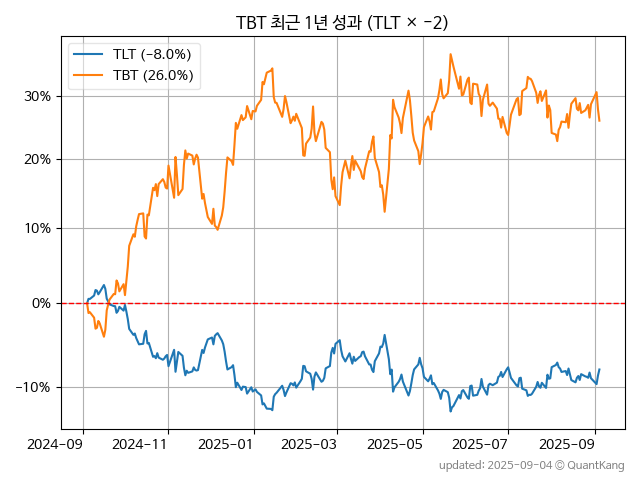 TBT 최근 1년 성과 (TLT × −2)
TLT (−8.0%)
TBT (26.0%)
30%
20%
10%
0%
−10%
2024-09 2024-11 2025-01 2025-03 2025-05 2025-07 2025-09
updated: 2025-09-04 © QuantKang